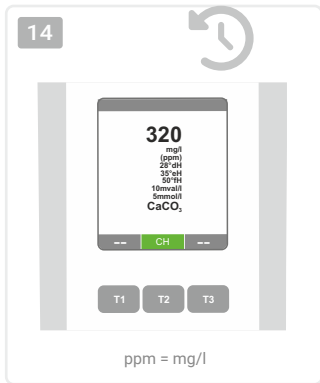 14
320
mg/l
(ppm)
28°dH
35°eH
50°fH
10mval/l
5mmol/l
CaCO₃
-- CH --
T1 T2 T3
ppm = mg/l